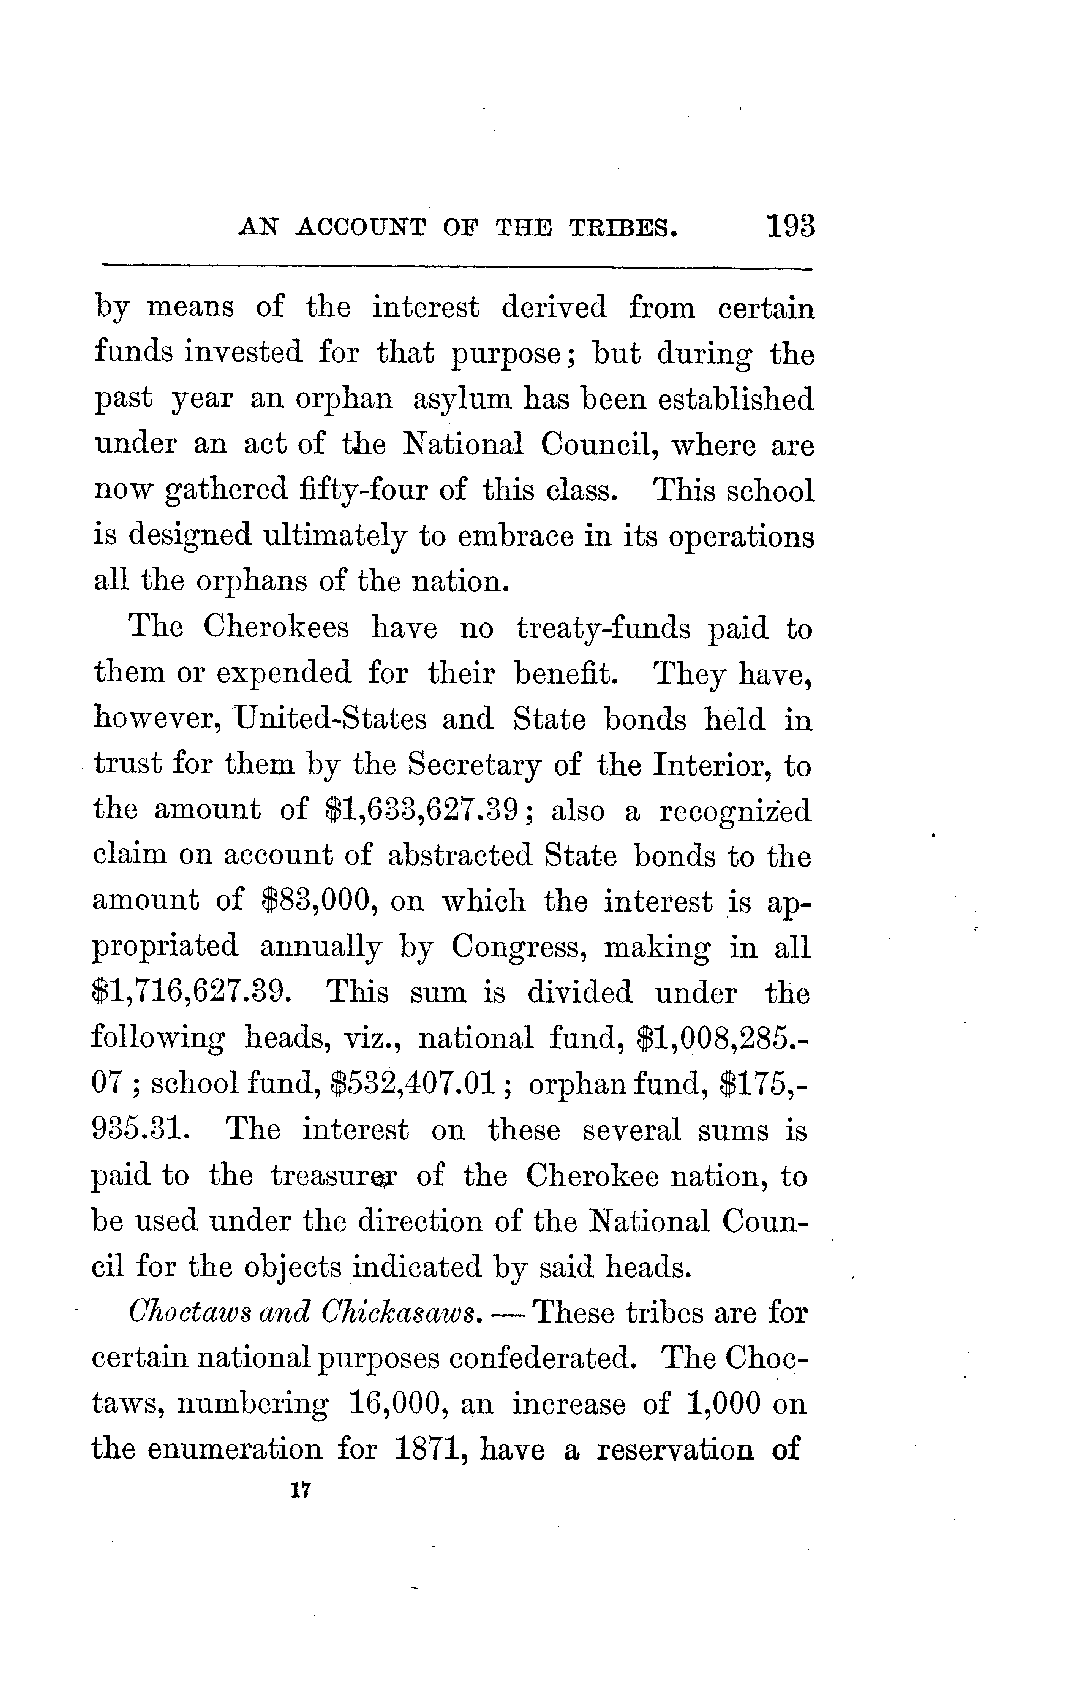 AN ACCOUNT OF THE TRIBES. 193
by means of the interest derived from certain
funds invested for that purpose; but during the
past year an orphan asylum has been established
under an act of the National Council, where are
now gathered fifty-four of this class. This school
is designed ultimately to embrace in its operations
all the orphans of the nation.
The Cherokees have no treaty-funds paid to
them or expended for their benefit. They have,
however, United-States and State bonds held in
trust for them by the Secretary of the Interior, to
the amount of $1,633,627.39; also a recognized
claim on account of abstracted State bonds to the
amount of $83,000, on which the interest is ap-
propriated annually by Congress, making in all
$1,716,627.39. This sum is divided under the
following heads, viz., national fund, $1,008,285.-
07 ; school fund, $532,407.01 ; orphan fund, $175,-
935.31. The interest on these several sums is
paid to the treasurer of the Cherokee nation, to
be used under the direction of the National Coun-
cil for the objects indicated by said heads.
Choctaws and Chickasaws. — These tribes are for
certain national purposes confederated. The Choc-
taws, numbering 16,000, an increase of 1,000 on
the enumeration for 1871, have a reservation of
17